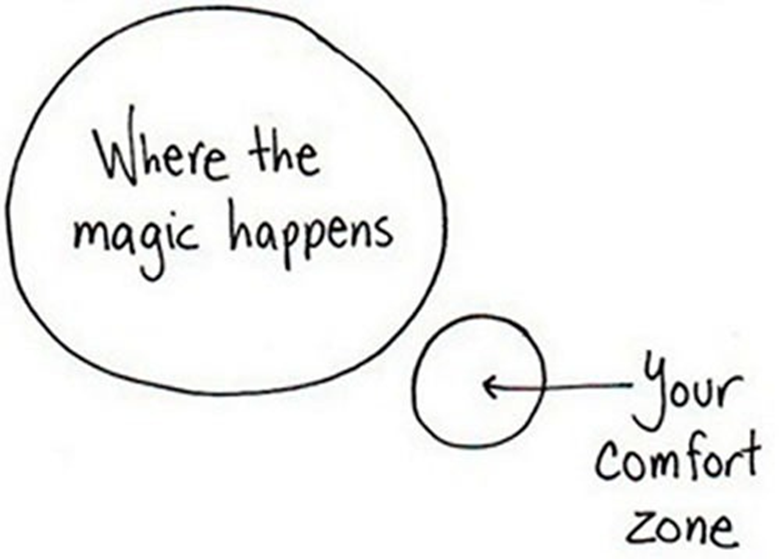 Where the
magic happens
Your
comfort
zone